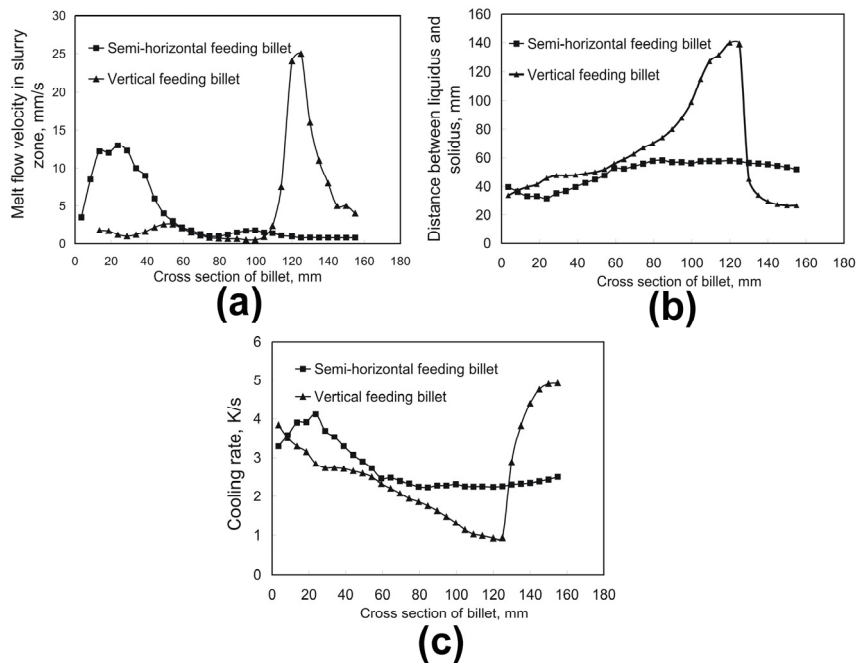 30
25
20
15
10
5
0
Melt flow velocity in slurry
zone, mm/s
Semi-horizontal feeding billet
Vertical feeding billet
0 20 40 60 80 100 120 140 160 180
Cross section of billet, mm
(a)
160
140
120
100
80
60
40
20
0
Distance between liquidus and
solidus, mm
Semi-horizontal feeding billet
Vertical feeding billet
0 20 40 60 80 100 120 140 160 180
Cross section of billet, mm
(b)
6
5
4
3
2
1
0
Cooling rate, K/s
Semi-horizontal feeding billet
Vertical feeding billet
0 20 40 60 80 100 120 140 160 180
Cross section of billet, mm
(c)